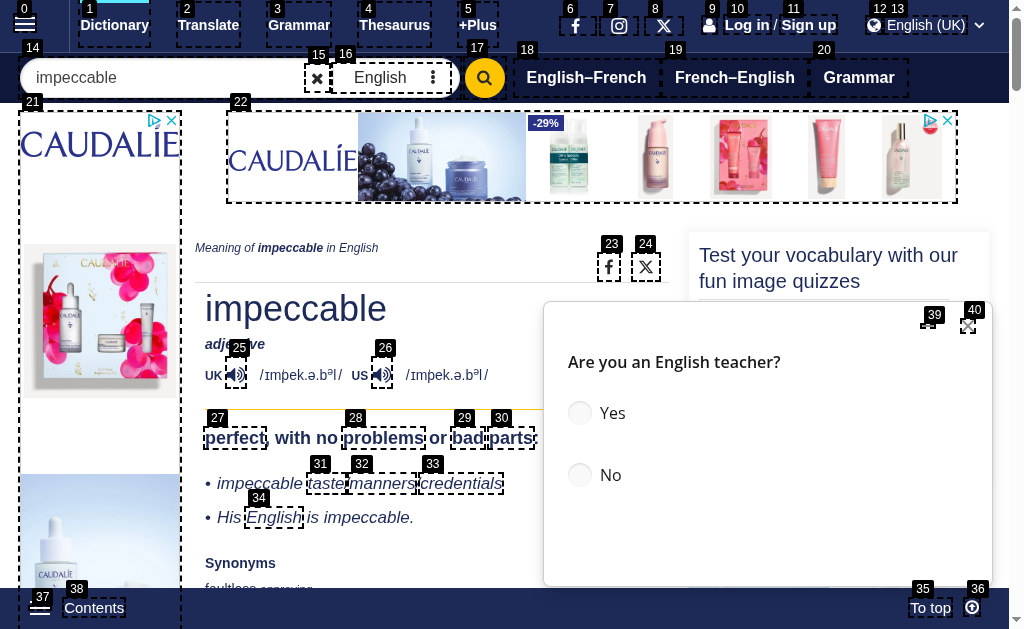 0 1 2 3 4 5 6 7 8 9 10 11 12 13
Dictionary Translate Grammar Thesaurus +Plus Log in / Sign up English (UK)
14 15 16 17 18 19 20
impeccable English English–French French–English Grammar
21 22
CAUDALÍE
CAUDALÍE -29%
Meaning of impeccable in English
23 24
Test your vocabulary with our
fun image quizzes
impeccable
adjective
25 26
UK /ɪmˈpek.ə.bəl/ US /ɪmˈpek.ə.bəl/
27 28 29 30
perfect, with no problems or bad parts:
31 32 33
• impeccable taste/manners/credentials
34
• His English is impeccable.
Synonyms
faultless approving
39 40
Are you an English teacher?
Yes
No
37 38 35 36
Contents To top